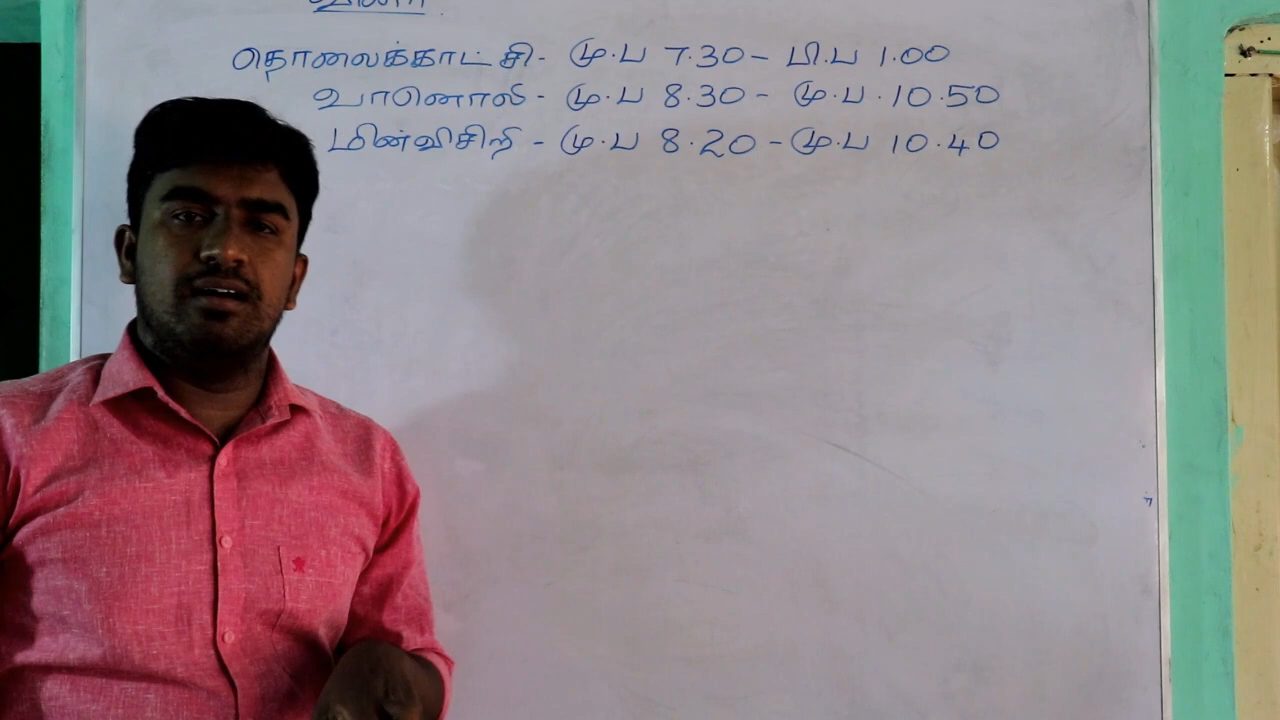 வினா
தொலைக்காட்சி - மு.ப 7.30 - பி.ப 1.00
வானொலி - மு.ப 8.30 - மு.ப. 10.50
மின்விசிறி - மு.ப 8.20 - மு.ப 10.40